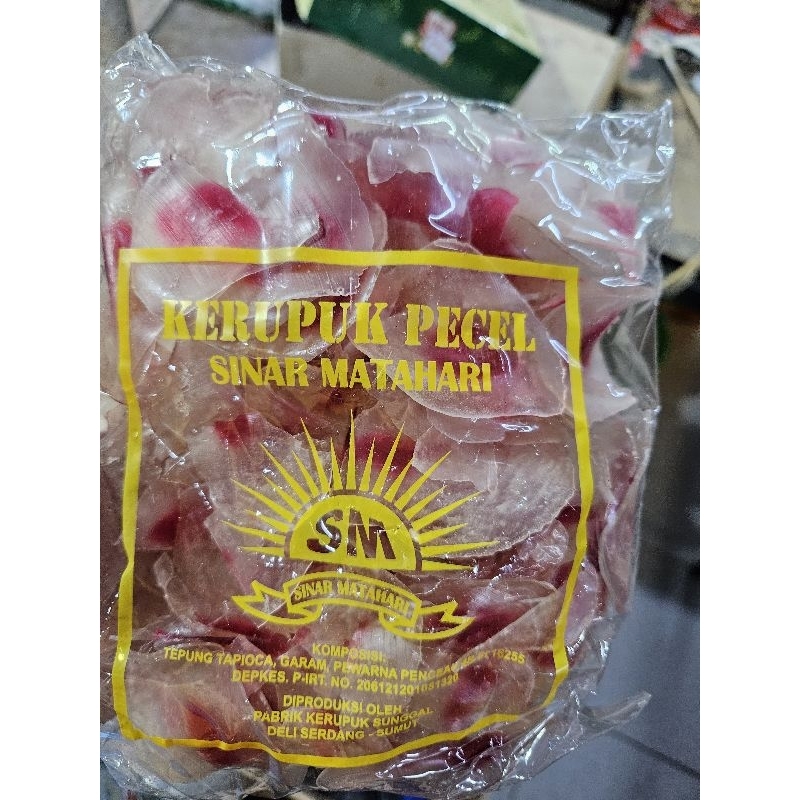 KERUPUK PECEL
SINAR MATAHARI
SM
SINAR MATAHARI
KOMPOSISI:
TEPUNG TAPIOCA, GARAM, PEWARNA
DEPKES. P-IRT. NO.
DIPRODUKSI OLEH :
PABRIK KERUPUK SUNGGAL
DELI SERDANG - SUMUT